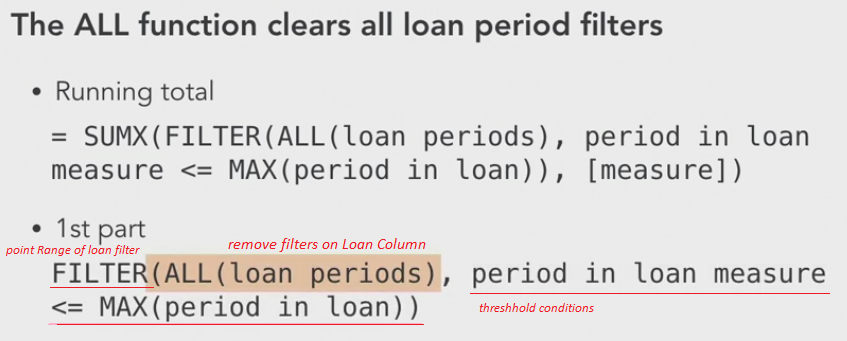 The ALL function clears all loan period filters
• Running total
= SUMX(FILTER(ALL(loan periods), period in loan
measure <= MAX(period in loan)), [measure])
• 1st part
point Range of loan filter
remove filters on Loan Column
FILTER(ALL(loan periods), period in loan measure
<= MAX(period in loan))
threshhold conditions